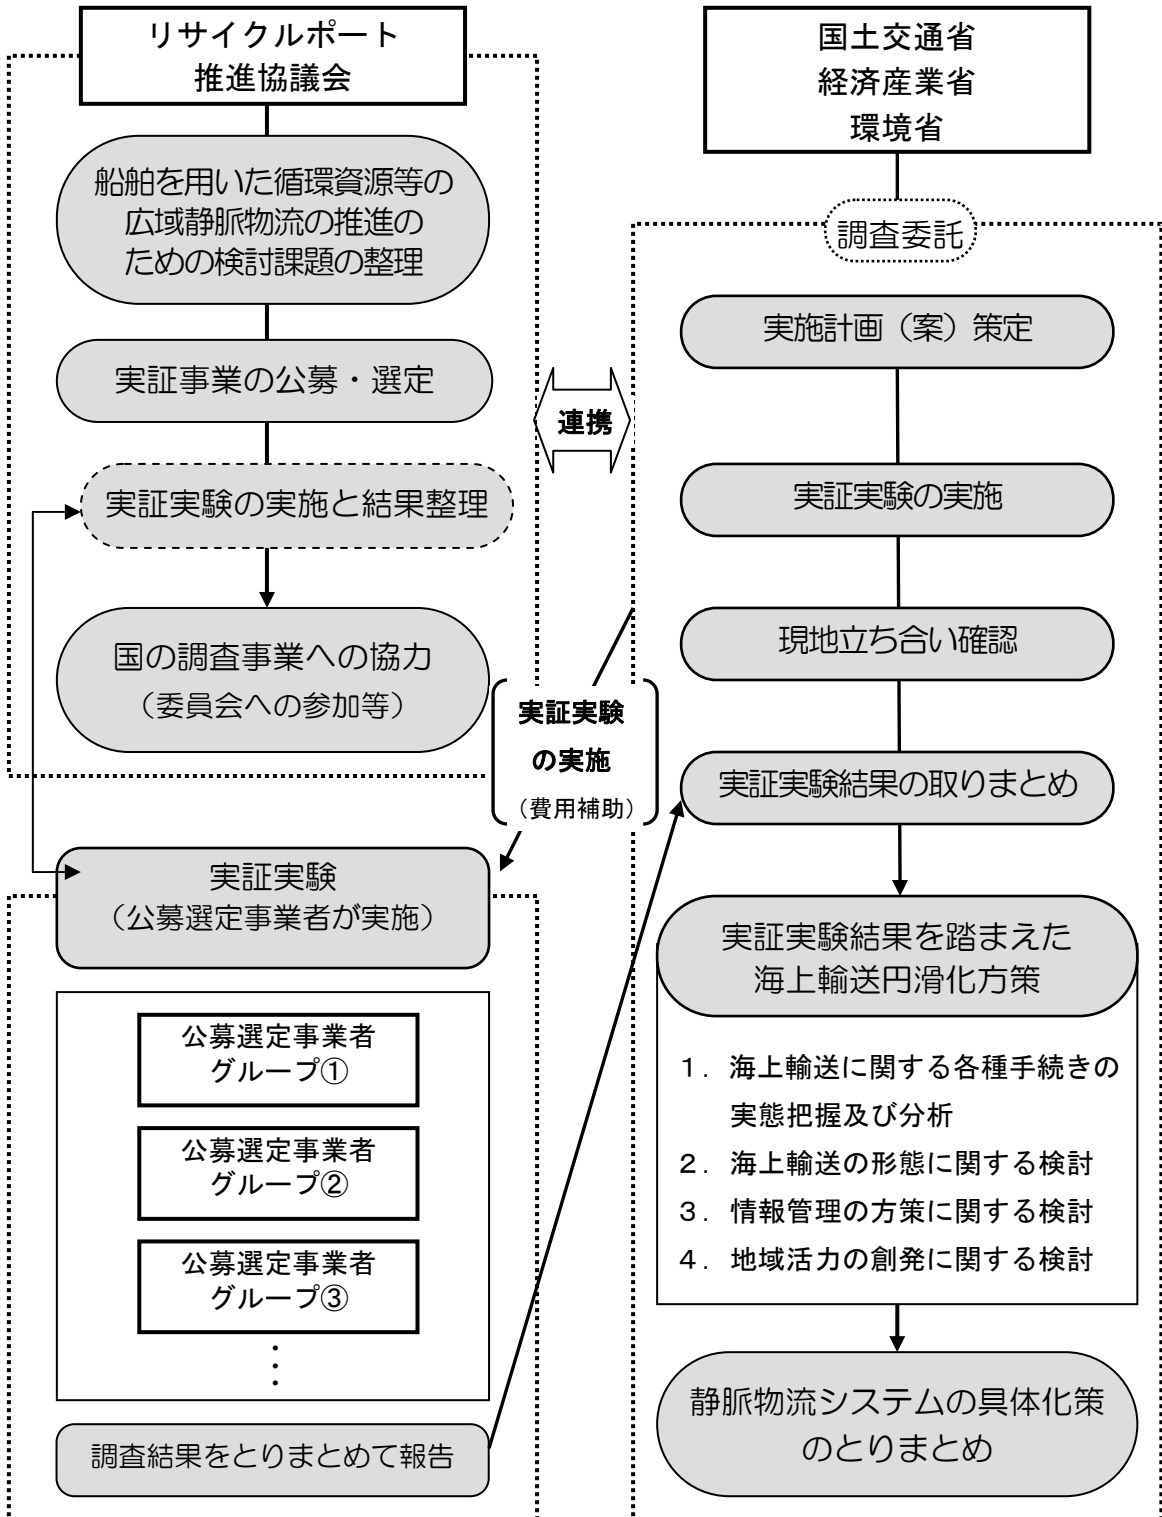 リサイクルポート
推進協議会
船舶を用いた循環資源等の
広域静脈物流の推進の
ための検討課題の整理
実証事業の公募・選定
実証実験の実施と結果整理
国の調査事業への協力
（委員会への参加等）
連携
実証実験
の実施
（費用補助）
実証実験
（公募選定事業者が実施）
公募選定事業者
グループ①
公募選定事業者
グループ②
公募選定事業者
グループ③
⋮
調査結果をとりまとめて報告
国土交通省
経済産業省
環境省
調査委託
実施計画（案）策定
実証実験の実施
現地立ち合い確認
実証実験結果の取りまとめ
実証実験結果を踏まえた
海上輸送円滑化方策
１．海上輸送に関する各種手続きの
実態把握及び分析
２．海上輸送の形態に関する検討
３．情報管理の方策に関する検討
４．地域活力の創発に関する検討
静脈物流システムの具体化策
のとりまとめ